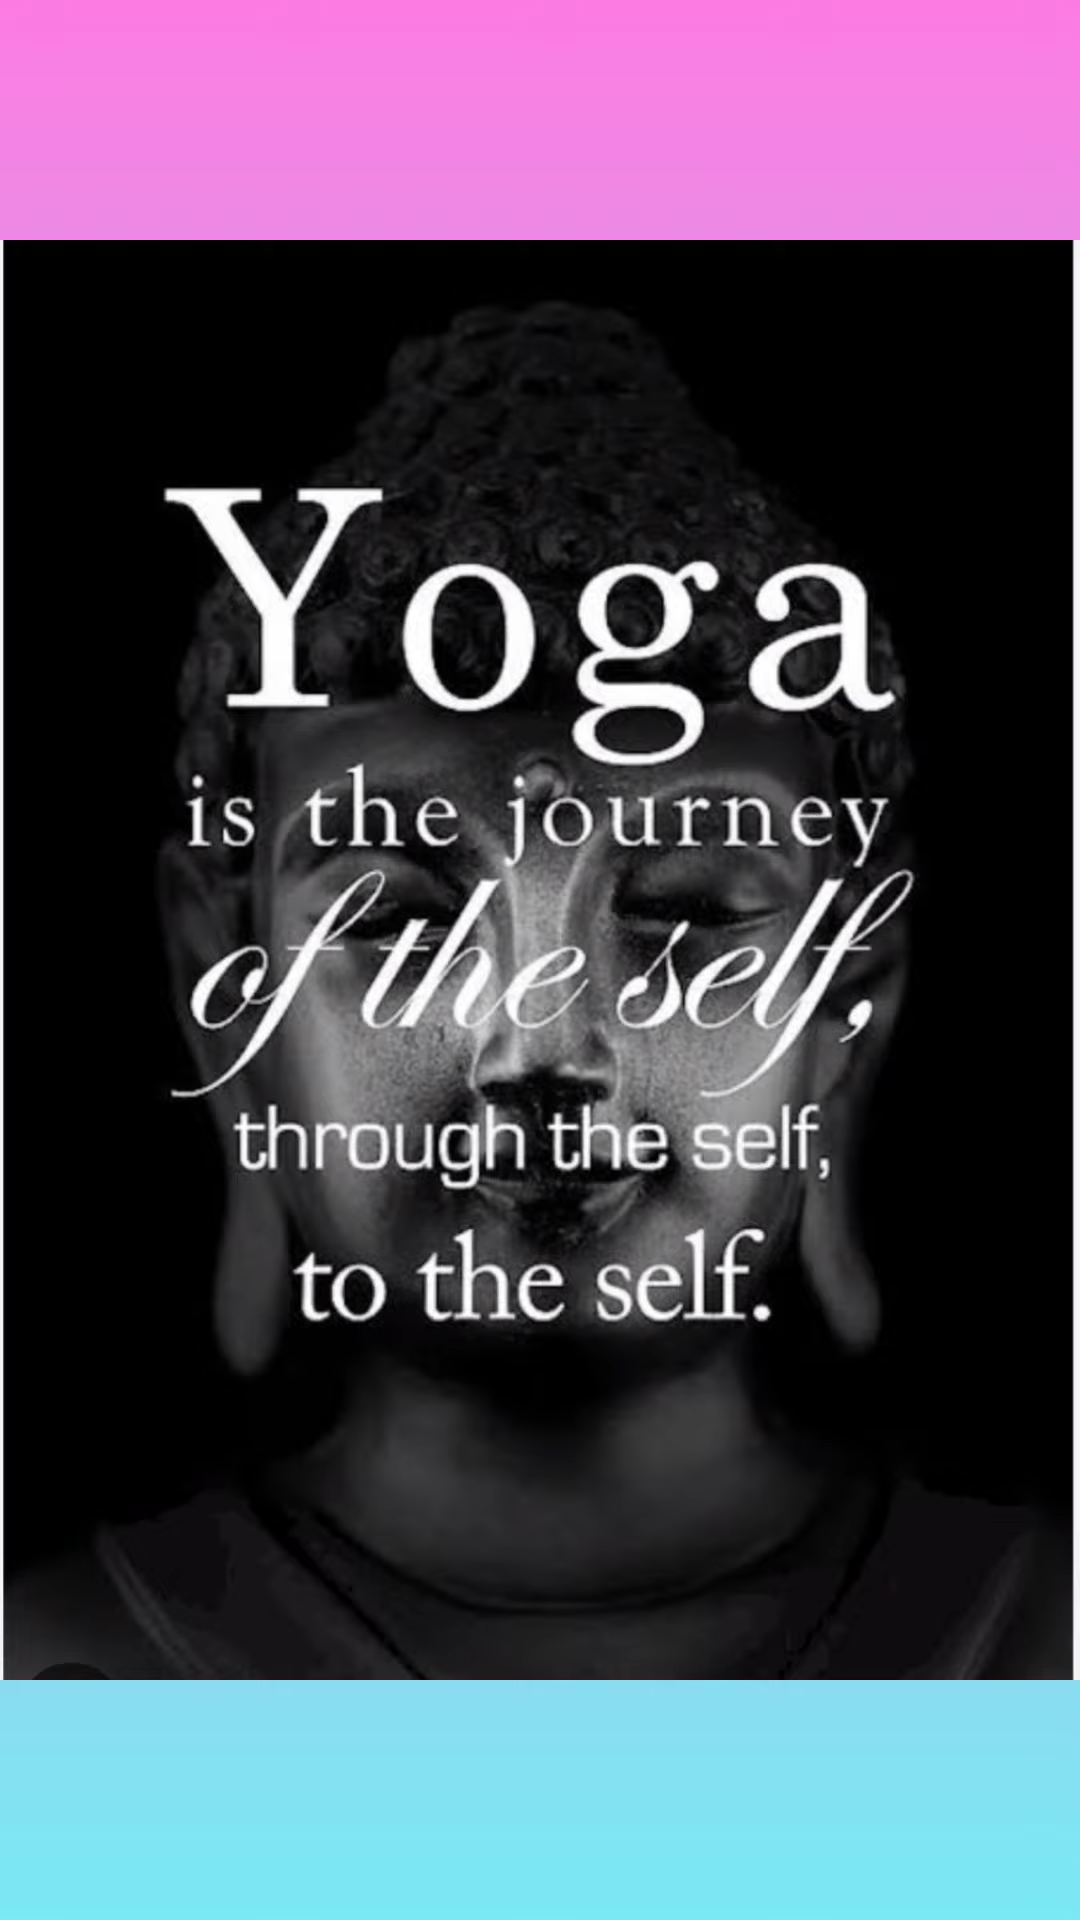 Yoga
is the journey
of the self,
through the self,
to the self.